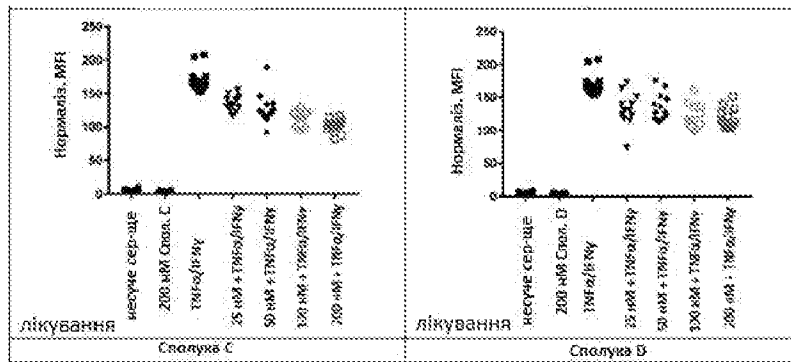 250
200
150
100
50
0
Нормаліз. MFI
несуче сер-ще
200 нМ Спол. C
TNFα/IFNγ
25 нМ + TNFα/IFNγ
50 нМ + TNFα/IFNγ
100 нМ + TNFα/IFNγ
200 нМ + TNFα/IFNγ
лікування
Сполука C
250
200
150
100
50
0
Нормаліз. MFI
несуче сер-ще
200 нМ Спол. D
TNFα/IFNγ
25 нМ + TNFα/IFNγ
50 нМ + TNFα/IFNγ
100 нМ + TNFα/IFNγ
200 нМ + TNFα/IFNγ
лікування
Сполука D